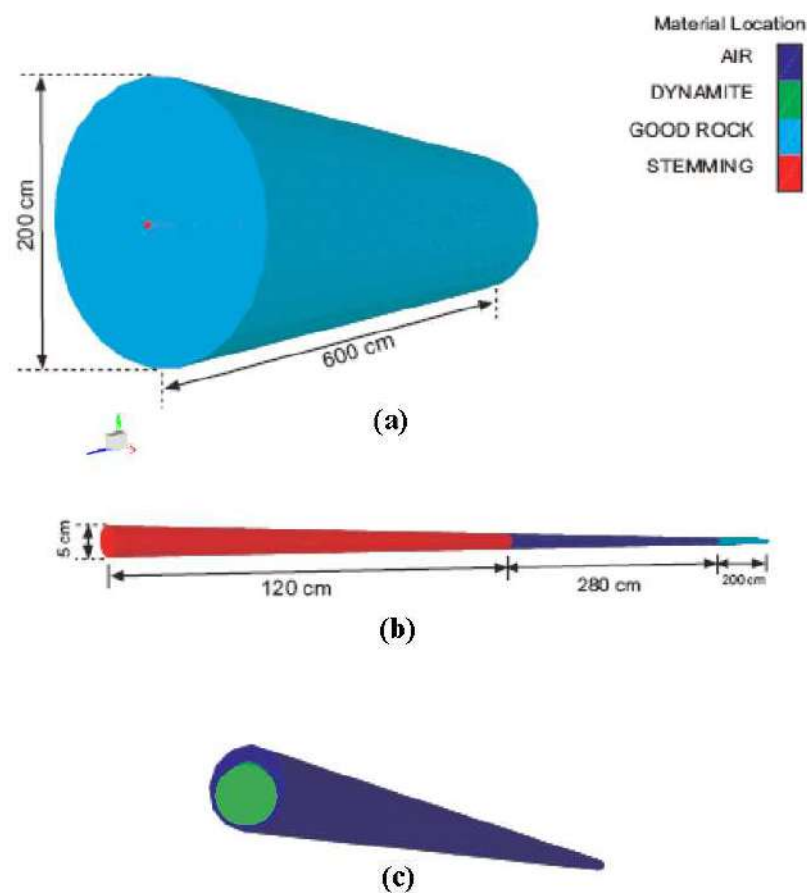 Material Location
AIR
DYNAMITE
GOOD ROCK
STEMMING
200 cm
600 cm
(a)
5 cm
120 cm
280 cm
200 cm
(b)
(c)